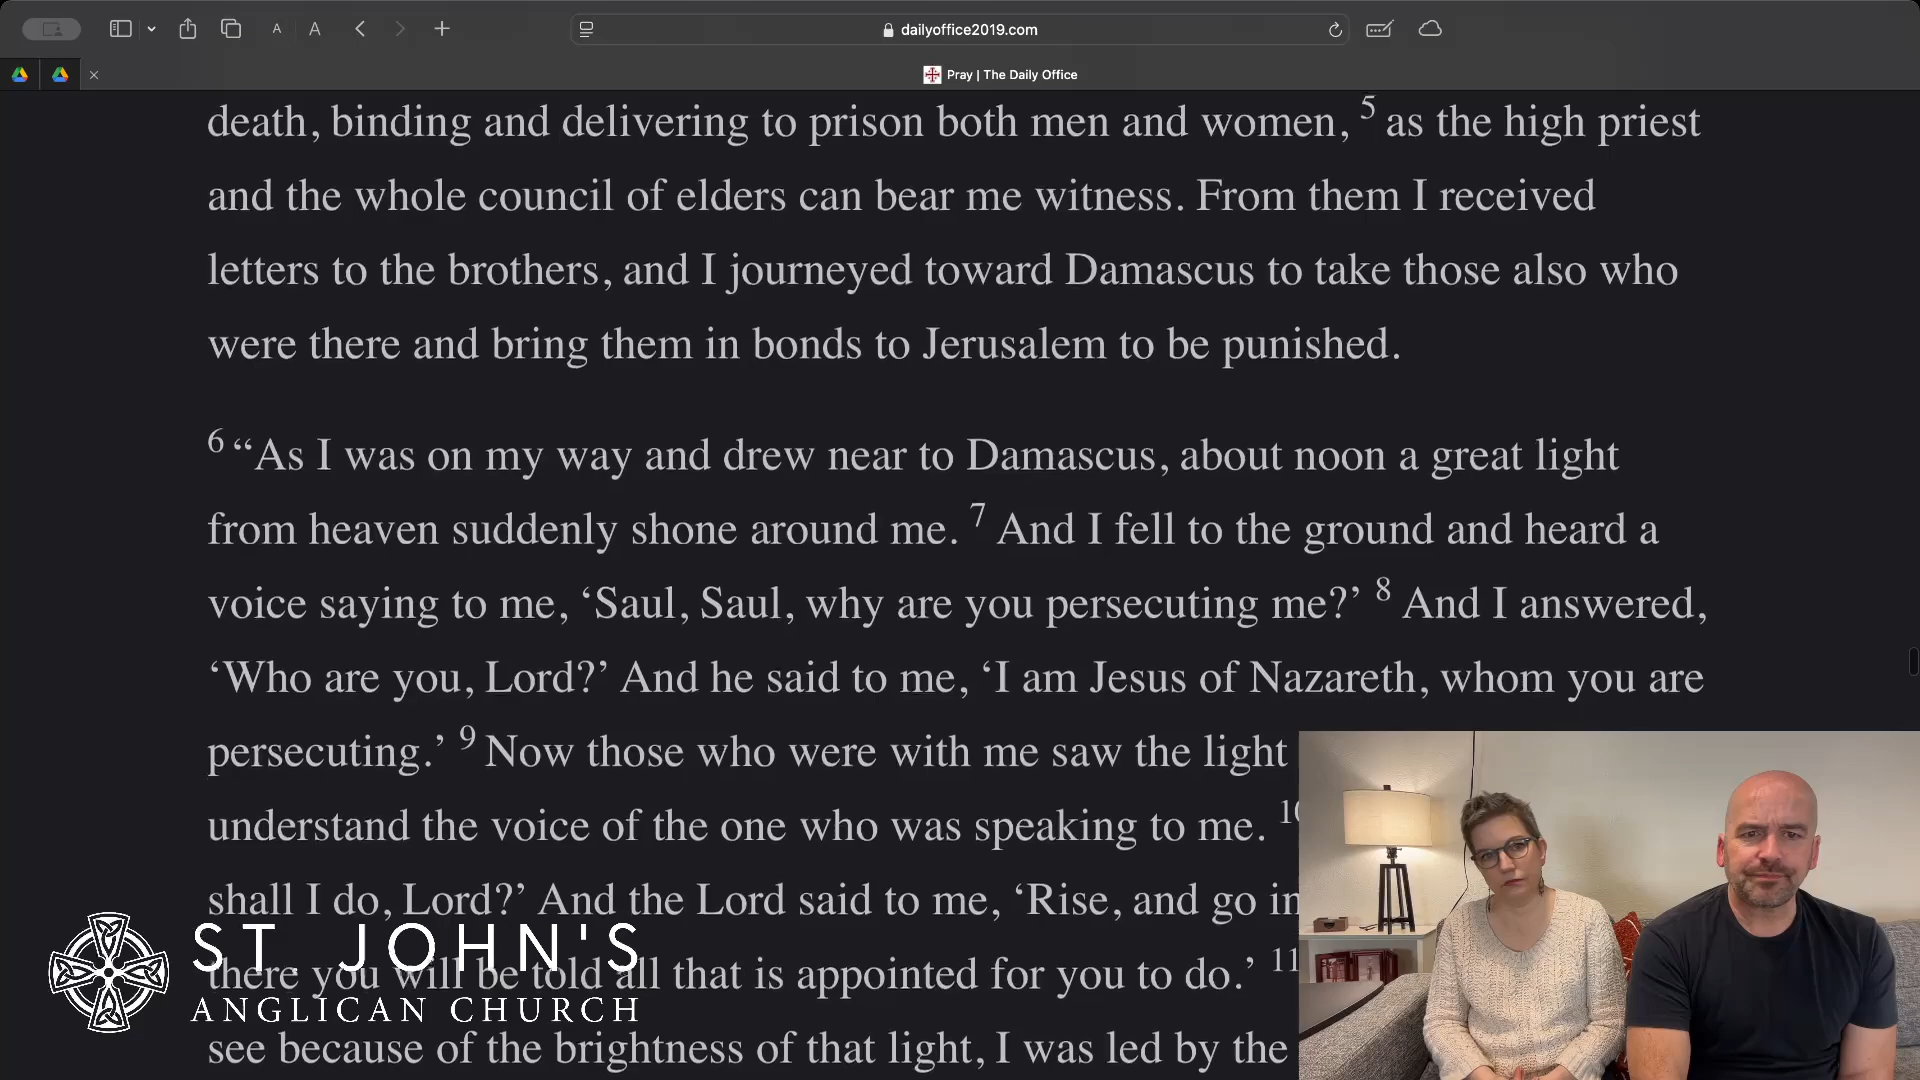 A A
dailyoffice2019.com
Pray | The Daily Office
death, binding and delivering to prison both men and women, 5 as the high priest
and the whole council of elders can bear me witness. From them I received
letters to the brothers, and I journeyed toward Damascus to take those also who
were there and bring them in bonds to Jerusalem to be punished.
6 “As I was on my way and drew near to Damascus, about noon a great light
from heaven suddenly shone around me. 7 And I fell to the ground and heard a
voice saying to me, ‘Saul, Saul, why are you persecuting me?’ 8 And I answered,
‘Who are you, Lord?’ And he said to me, ‘I am Jesus of Nazareth, whom you are
persecuting.’ 9 Now those who were with me saw the light
understand the voice of the one who was speaking to me. 10
shall I do, Lord?’ And the Lord said to me, ‘Rise, and go in
there you will be told all that is appointed for you to do.’ 11
see because of the brightness of that light, I was led by the
ST. JOHN'S
ANGLICAN CHURCH